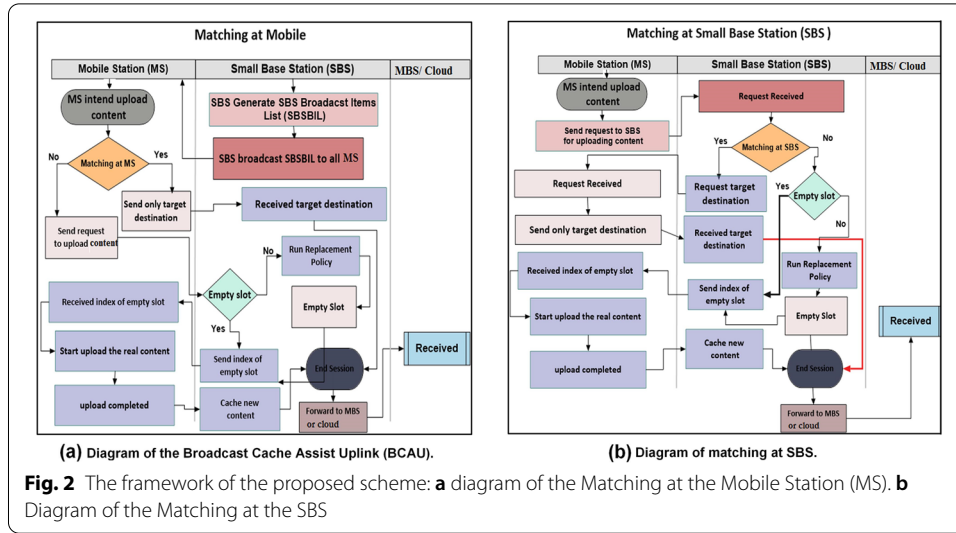 Matching at Mobile
Mobile Station (MS)
Small Base Station (SBS)
MBS/ Cloud
MS intend upload
content
SBS Generate SBS Broadacst Items
List (SBSBIL)
SBS broadcast SBSBIL to all MS
No
Matching at MS
Yes
Send only target
destination
Received target destination
Send request
to upload content
No
Run Replacement
Policy
Empty slot
Received index of empty slot
Yes
Empty Slot
Received
Start upload the real content
Send index of
empty slot
End Session
upload completed
Cache new
content
Forward to MBS
or cloud
(a) Diagram of the Broadcast Cache Assist Uplink (BCAU).
Matching at Small Base Station (SBS )
Mobile Station (MS)
Small Base Station (SBS)
MBS/ Cloud
MS intend upload
content
Request Received
Send request to SBS
for uploading content
Yes
Matching at SBS
No
Request Received
Request target
destination
Yes
Empty slot
No
Send only target destination
Received target
destination
Run Replacement
Policy
Received index of empty slot
Send index of
empty slot
Empty Slot
Received
Start upload the real content
upload completed
Cache new
content
End Session
Forward to MBS
or cloud
(b) Diagram of matching at SBS.
Fig. 2 The framework of the proposed scheme: a diagram of the Matching at the Mobile Station (MS). b
Diagram of the Matching at the SBS